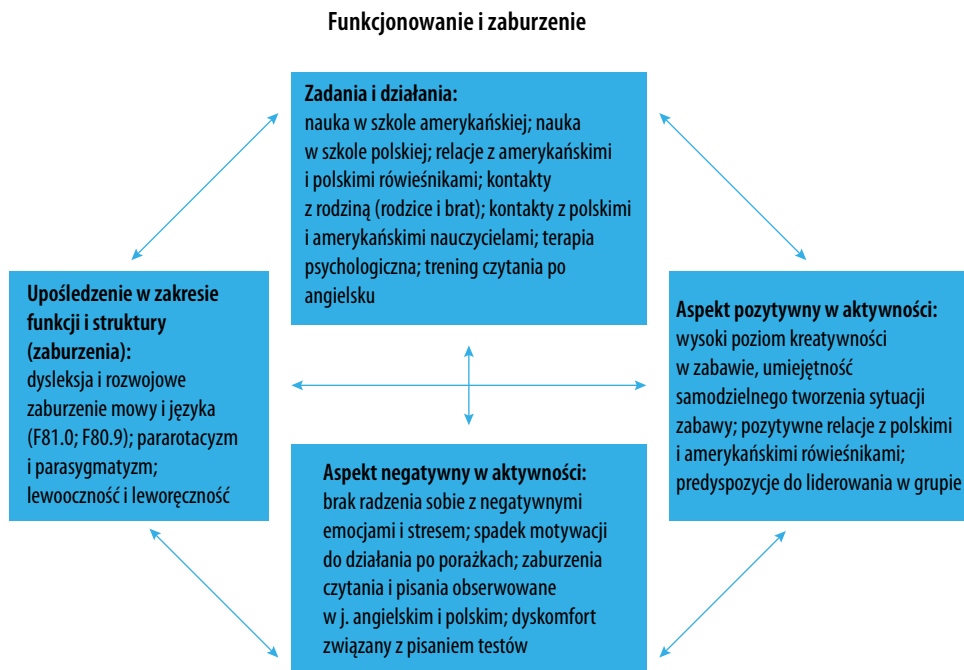 Funkcjonowanie i zaburzenie
Zadania i działania:
nauka w szkole amerykańskiej; nauka
w szkole polskiej; relacje z amerykańskimi
i polskimi rówieśnikami; kontakty
z rodziną (rodzice i brat); kontakty z polskimi
i amerykańskimi nauczycielami; terapia
psychologiczna; trening czytania po
angielsku
Upośledzenie w zakresie
funkcji i struktury
(zaburzenia):
dysleksja i rozwojowe
zaburzenie mowy i języka
(F81.0; F80.9); pararotacyzm
i parasygmatyzm;
lewooczność i leworęczność
Aspekt pozytywny w aktywności:
wysoki poziom kreatywności
w zabawie, umiejętność
samodzielnego tworzenia sytuacji
zabawy; pozytywne relacje z polskimi
i amerykańskimi rówieśnikami;
predyspozycje do liderowania w grupie
Aspekt negatywny w aktywności:
brak radzenia sobie z negatywnymi
emocjami i stresem; spadek motywacji
do działania po porażkach; zaburzenia
czytania i pisania obserwowane
w j. angielskim i polskim; dyskomfort
związany z pisaniem testów